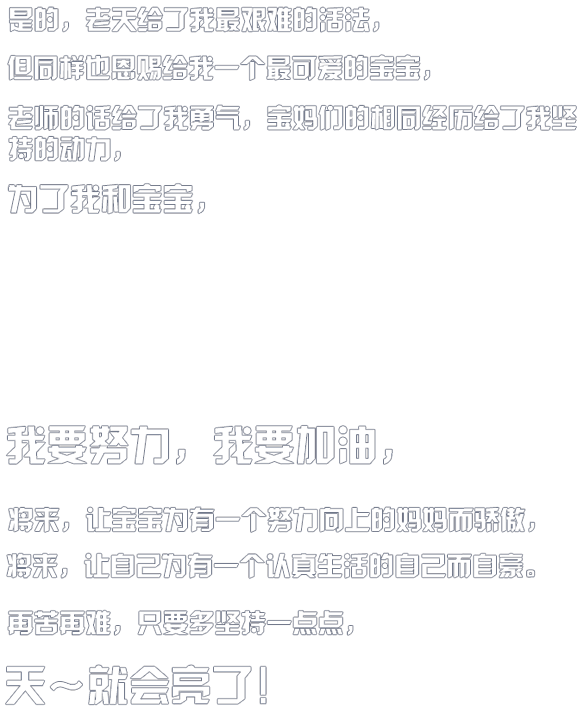 是的，老天给了我最艰难的活法，
但同样也恩赐给我一个最可爱的宝宝，
老师的话给了我勇气，宝妈们的相同经历给了我坚
持的动力，
为了我和宝宝，
我要努力，我要加油，
将来，让宝宝为有一个努力向上的妈妈而骄傲，
将来，让自己为有一个认真生活的自己而自豪。
再苦再难，只要多坚持一点点，
天～就会亮了！